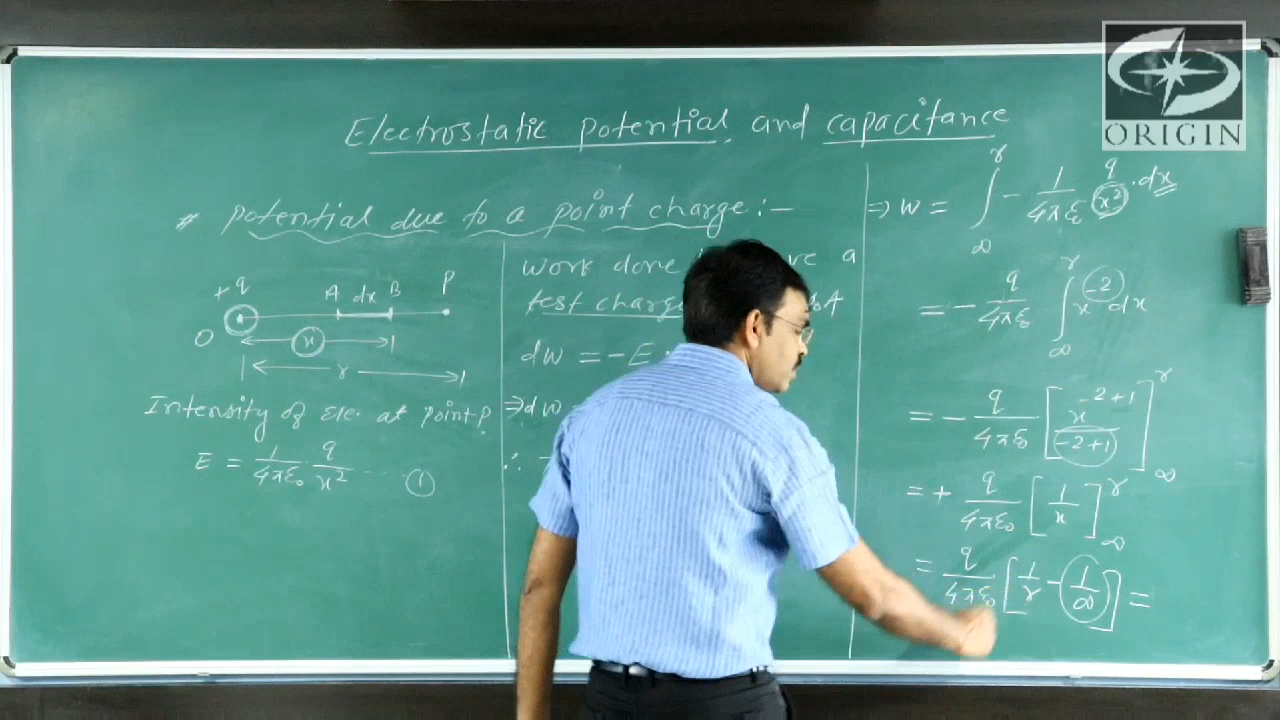 ORIGIN
Electrostatic potential and capacitance
# potential due to a point charge :-
+q A dx B P
O x
r
Intensity of Ele. at point P
E = 1/4πε₀ q/x² ... ①
work done a
test charge A
dW = -E
⇒ dW
∴
⇒ W = ∫_∞^r - 1/4πε₀ q/x² . dx
= - q/4πε₀ ∫_∞^r x^-2 dx
= - q/4πε₀ [ x^-2+1 / -2+1 ]_∞^r
= + q/4πε₀ [ 1/x ]_∞^r
= q/4πε₀ [ 1/r - 1/∞ ] =